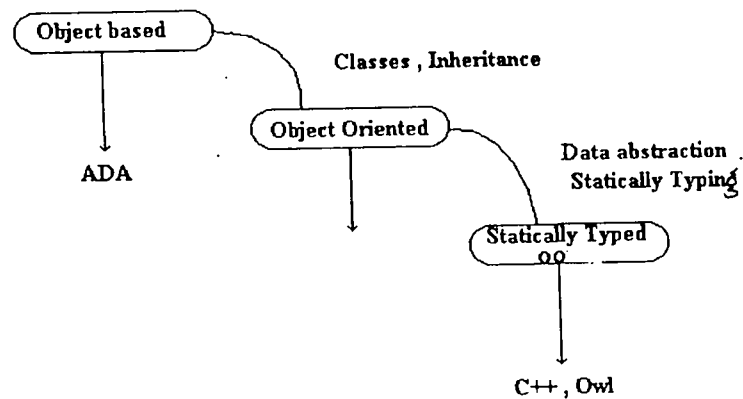 Object based
Classes , Inheritance
Object Oriented
ADA
Data abstraction
Statically Typing
Statically Typed
OO
C++ , Owl